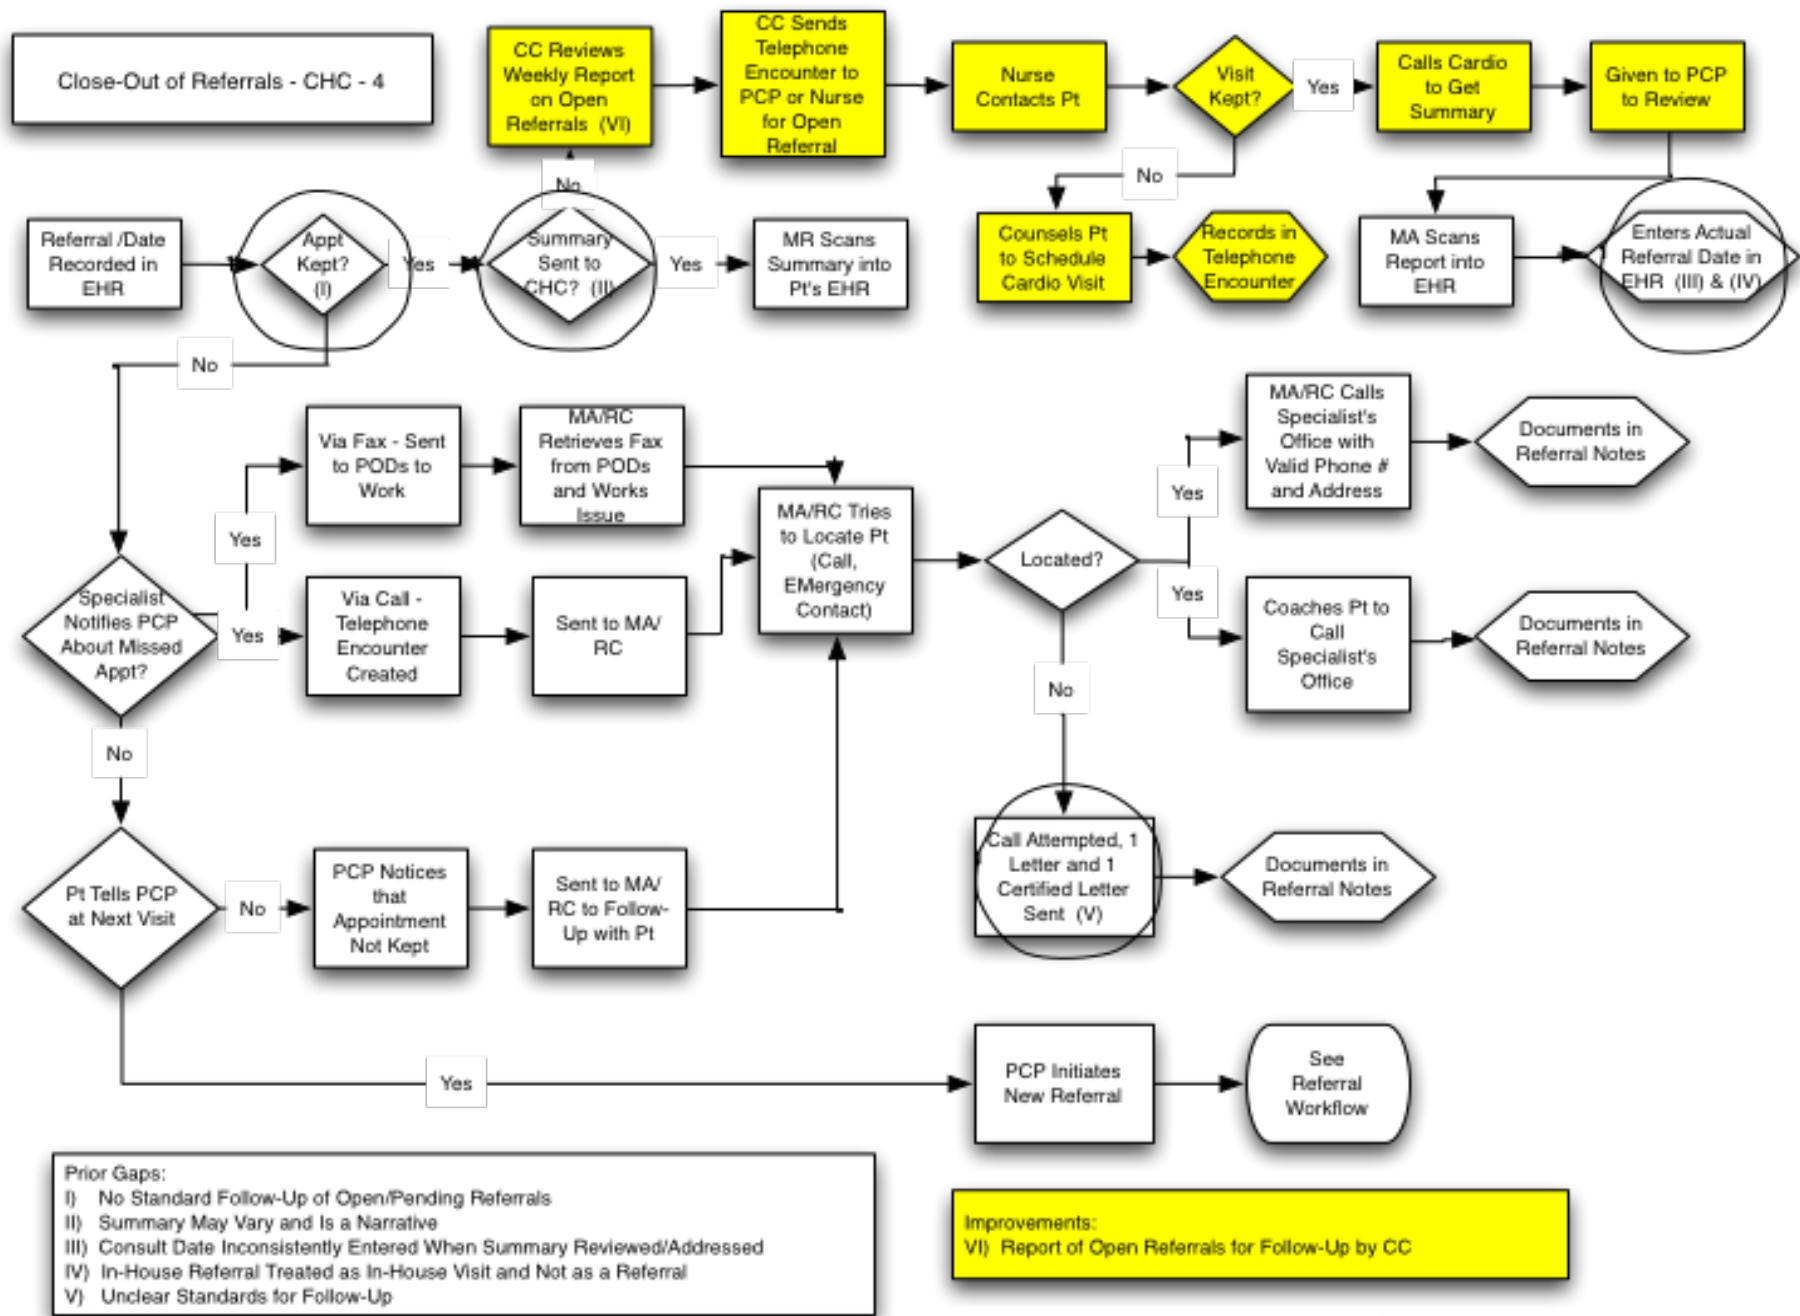 Close-Out of Referrals - CHC - 4
CC Reviews
Weekly Report
on Open
Referrals (VI)
CC Sends
Telephone
Encounter to
PCP or Nurse
for Open
Referral
Nurse
Contacts Pt
Visit
Kept?
Yes
Calls Cardio
to Get
Summary
Given to PCP
to Review
No
No
Referral /Date
Recorded in
EHR
Appt
Kept?
(I)
Yes
Summary
Sent to
CHC? (II)
Yes
MR Scans
Summary into
Pt's EHR
Counsels Pt
to Schedule
Cardio Visit
Records in
Telephone
Encounter
MA Scans
Report into
EHR
Enters Actual
Referral Date in
EHR (III) & (IV)
No
Via Fax - Sent
to PODs to
Work
MA/RC
Retrieves Fax
from PODs
and Works
Issue
MA/RC Tries
to Locate Pt
(Call,
EMergency
Contact)
Located?
Yes
MA/RC Calls
Specialist's
Office with
Valid Phone #
and Address
Documents in
Referral Notes
Yes
Specialist
Notifies PCP
About Missed
Appt?
Yes
Via Call -
Telephone
Encounter
Created
Sent to MA/
RC
Yes
Coaches Pt to
Call
Specialist's
Office
Documents in
Referral Notes
No
No
Pt Tells PCP
at Next Visit
No
PCP Notices
that
Appointment
Not Kept
Sent to MA/
RC to Follow-
Up with Pt
Call Attempted, 1
Letter and 1
Certified Letter
Sent (V)
Documents in
Referral Notes
Yes
PCP Initiates
New Referral
See
Referral
Workflow
Prior Gaps:
I) No Standard Follow-Up of Open/Pending Referrals
II) Summary May Vary and Is a Narrative
III) Consult Date Inconsistently Entered When Summary Reviewed/Addressed
IV) In-House Referral Treated as In-House Visit and Not as a Referral
V) Unclear Standards for Follow-Up
Improvements:
VI) Report of Open Referrals for Follow-Up by CC